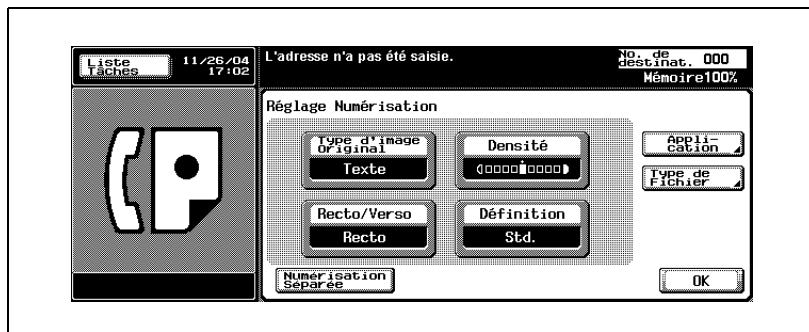 Liste
Tâches
11/26/04
17:02
L'adresse n'a pas été saisie.
No. de
destinat. 000
Mémoire100%
Réglage Numérisation
Type d'image
Original
Texte
Densité
Appli-
cation
Type de
Fichier
Recto/Verso
Recto
Définition
Std.
Numérisation
Séparée
OK